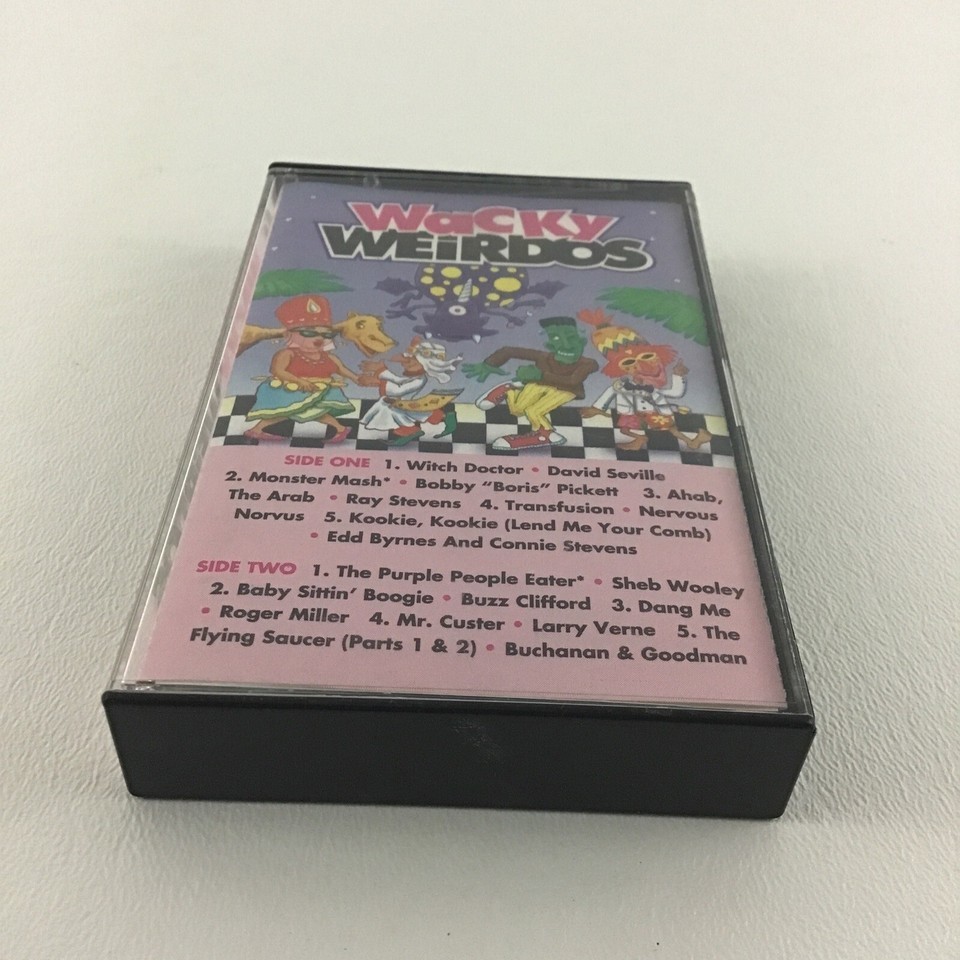 WaCKy
WEiRDOS
SIDE ONE 1. Witch Doctor • David Seville
2. Monster Mash* • Bobby "Boris" Pickett 3. Ahab,
The Arab • Ray Stevens 4. Transfusion • Nervous
Norvus 5. Kookie, Kookie (Lend Me Your Comb)
• Edd Byrnes And Connie Stevens
SIDE TWO 1. The Purple People Eater* • Sheb Wooley
2. Baby Sittin' Boogie • Buzz Clifford 3. Dang Me
• Roger Miller 4. Mr. Custer • Larry Verne 5. The
Flying Saucer (Parts 1 & 2) • Buchanan & Goodman